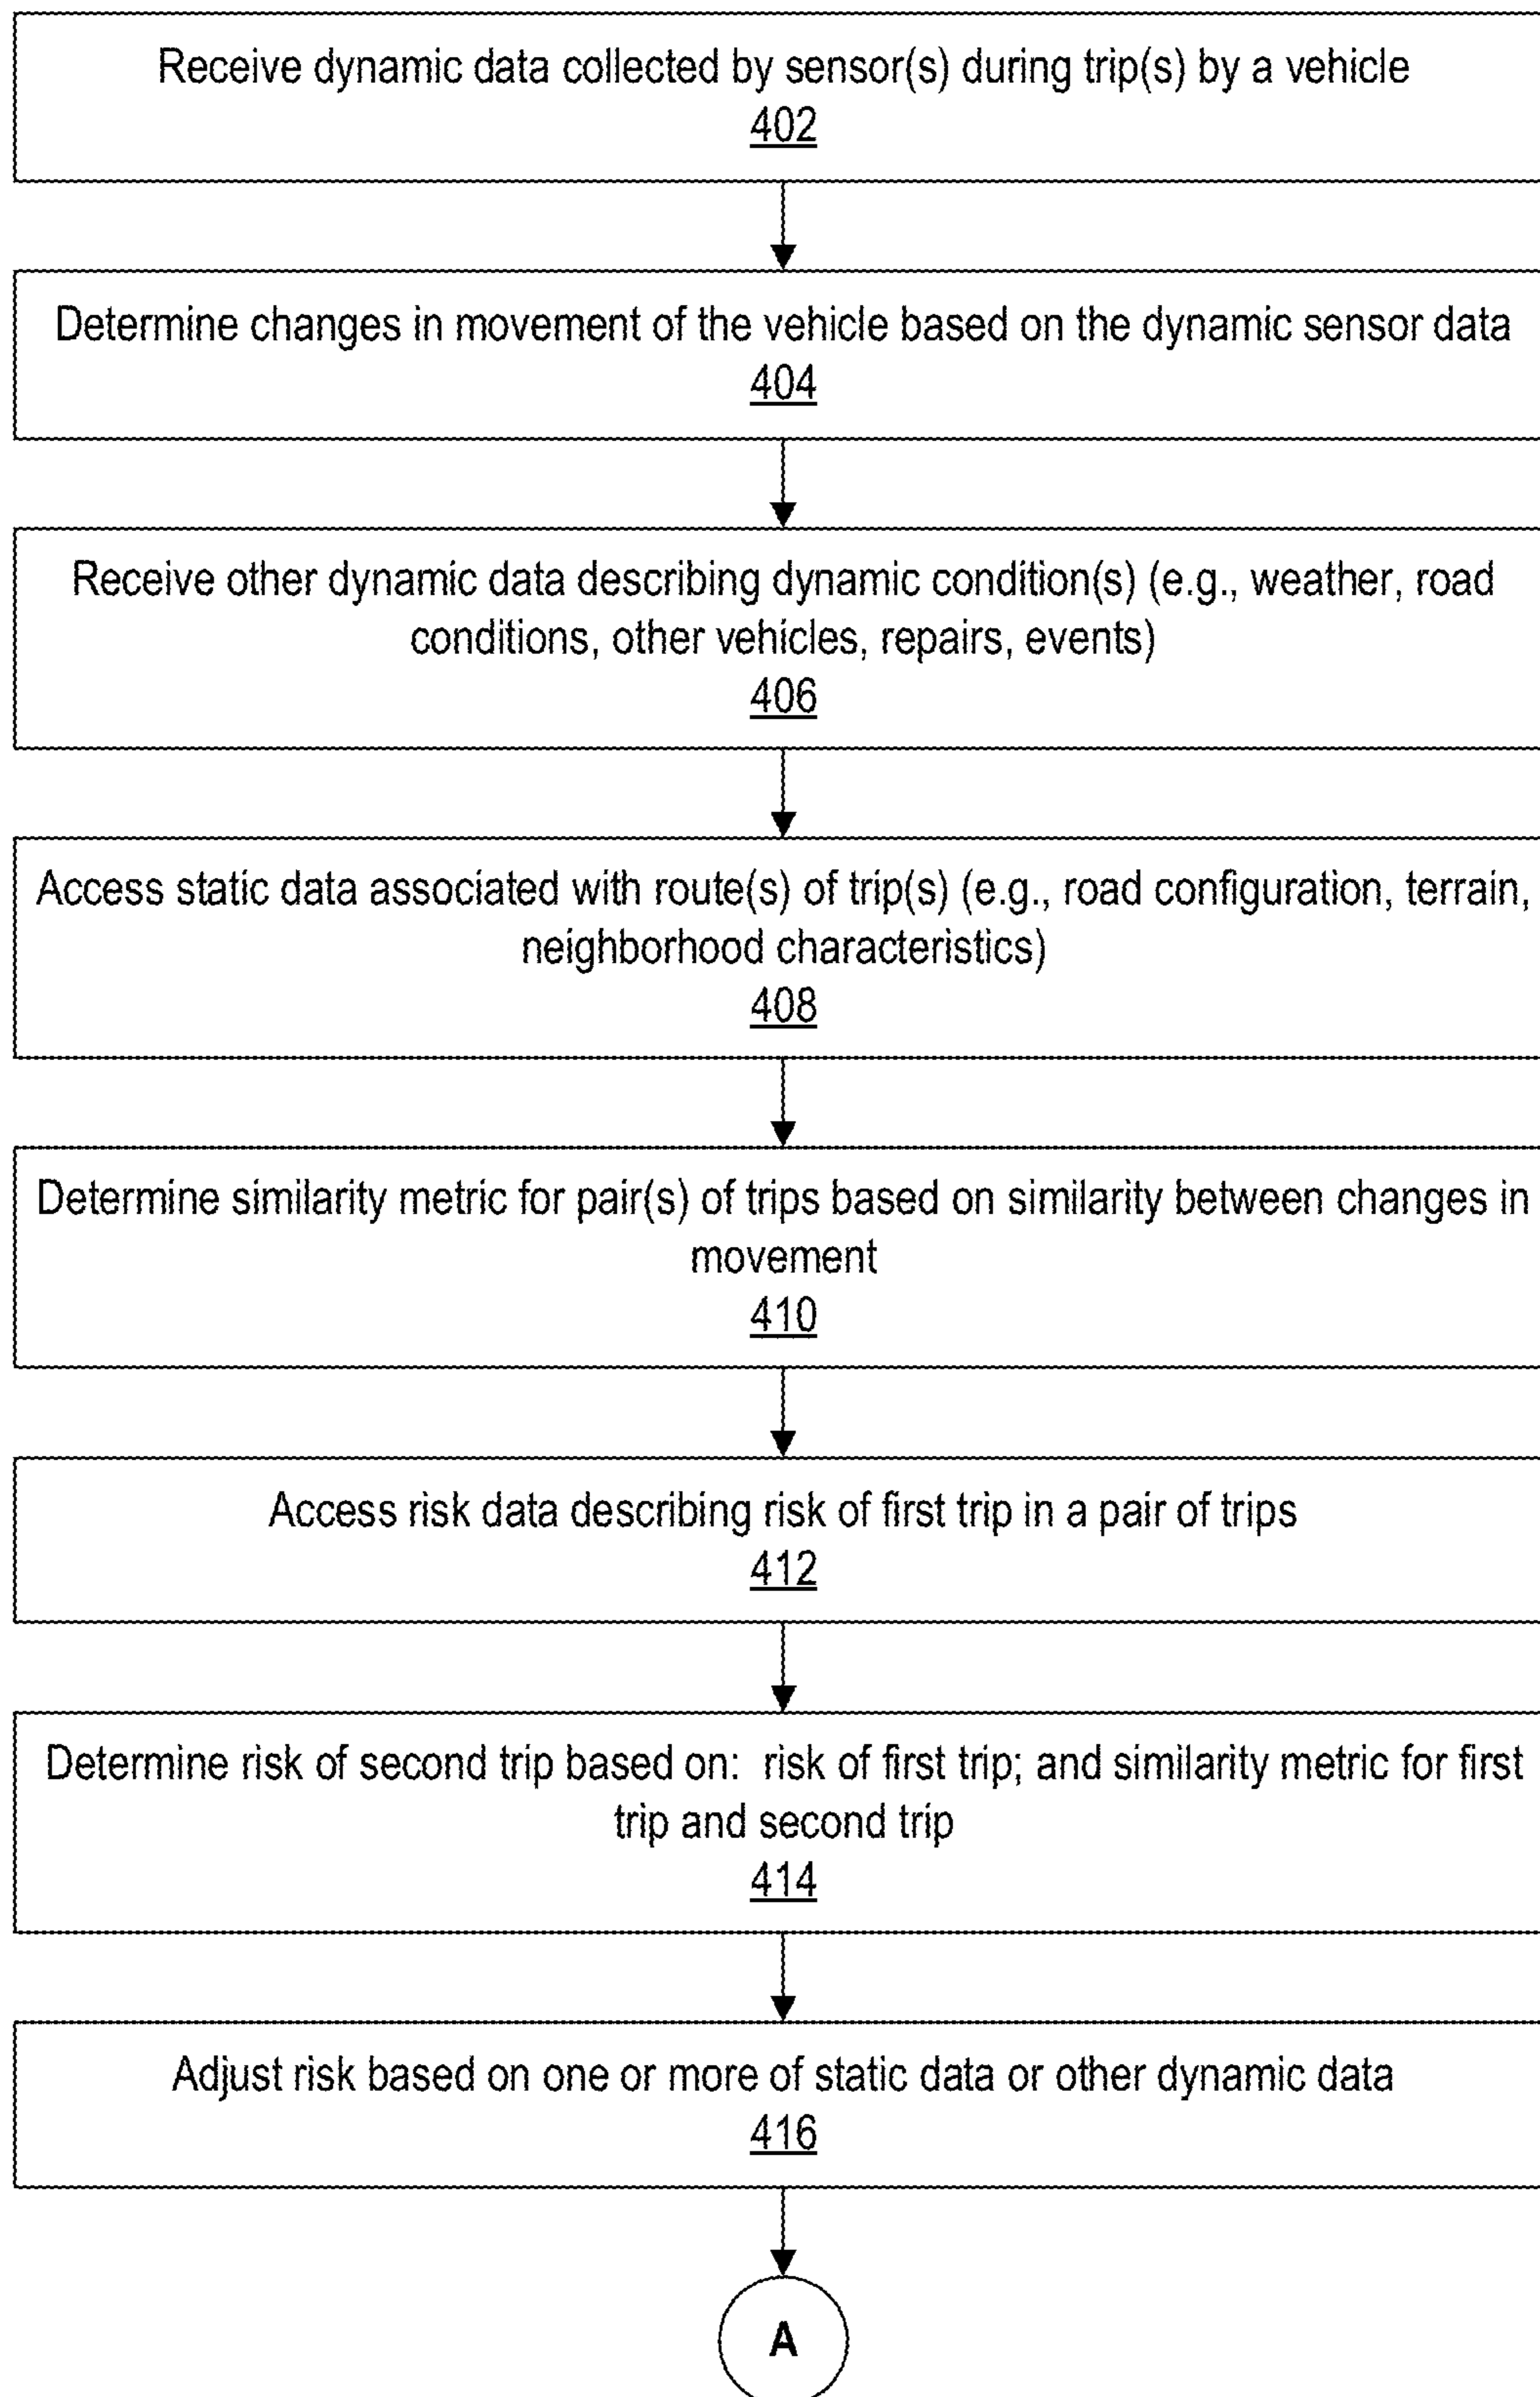 Receive dynamic data collected by sensor(s) during trip(s) by a vehicle
402
Determine changes in movement of the vehicle based on the dynamic sensor data
404
Receive other dynamic data describing dynamic condition(s) (e.g., weather, road
conditions, other vehicles, repairs, events)
406
Access static data associated with route(s) of trip(s) (e.g., road configuration, terrain,
neighborhood characteristics)
408
Determine similarity metric for pair(s) of trips based on similarity between changes in
movement
410
Access risk data describing risk of first trip in a pair of trips
412
Determine risk of second trip based on: risk of first trip; and similarity metric for first
trip and second trip
414
Adjust risk based on one or more of static data or other dynamic data
416
A